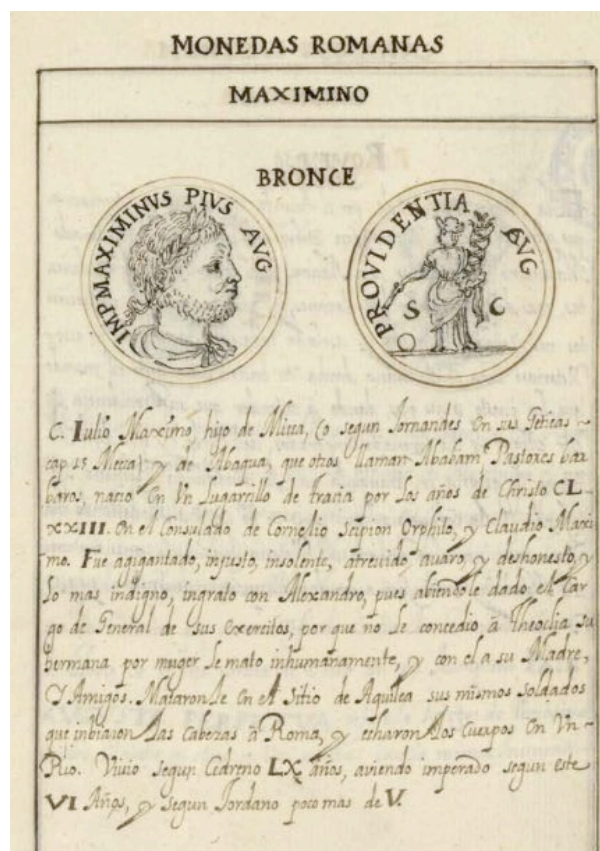 MONEDAS ROMANAS
MAXIMINO
BRONCE
IMP MAXIMINVS PIVS AVG
PROVIDENTIA AVG
S C
C. Iulio Maximo, hijo de Micca, (o segun Jornandes en sus Geticas
cap 15 Mecca) y de Abaqua, que otros llaman Ababam Pastores bar
baros, nacio en Un Lugarrillo de tracia por los años de Christo CL-
XXIII. en el Consulado de Cornelio Scipion Orphito, y Claudio Maxi
mo. Fue agigantado, injusto, insolente, atrevido, avaro, y deshonesto, y
lo mas indigno, ingrato con Alexandro, pues abiendole dado el Car
go de General de sus exercitos, por que no le concedio à Theoclia su
hermana por muger le mato inhumanamente, y con el a su Madre,
y Amigos. Mataronle en el Sitio de Aquilea sus mismos soldados
que inbiaron las cabezas à Roma, y echaron los cuerpos en Un
Rio. Vivio segun Cedreno LX años, aviendo imperado segun este
VI Años, y segun Jordano poco mas de V.